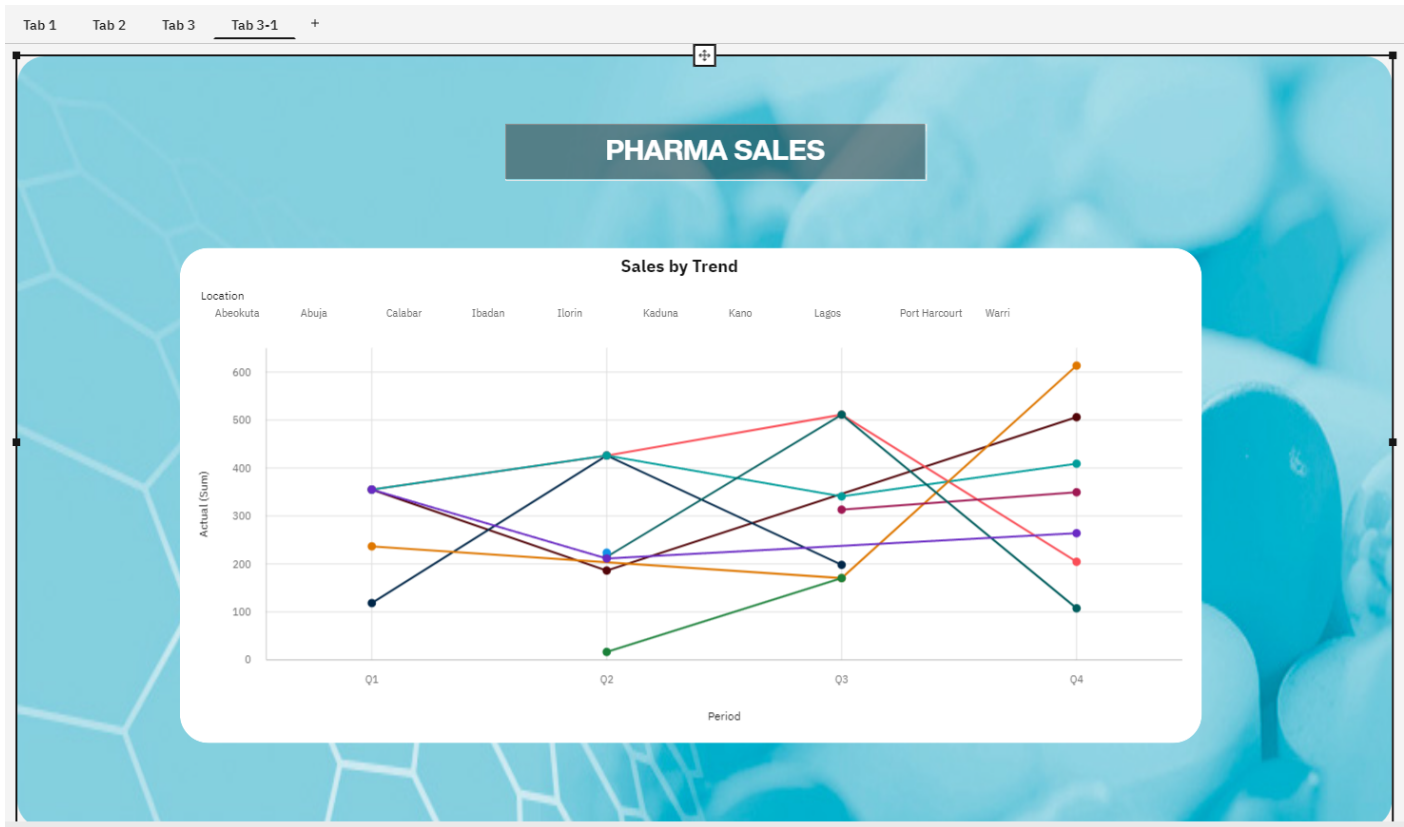 Tab 1 Tab 2 Tab 3 Tab 3-1 +
PHARMA SALES
Sales by Trend
Location
Abeokuta Abuja Calabar Ibadan Ilorin Kaduna Kano Lagos Port Harcourt Warri
600
500
400
300
200
100
0
Actual (Sum)
Q1 Q2 Q3 Q4
Period